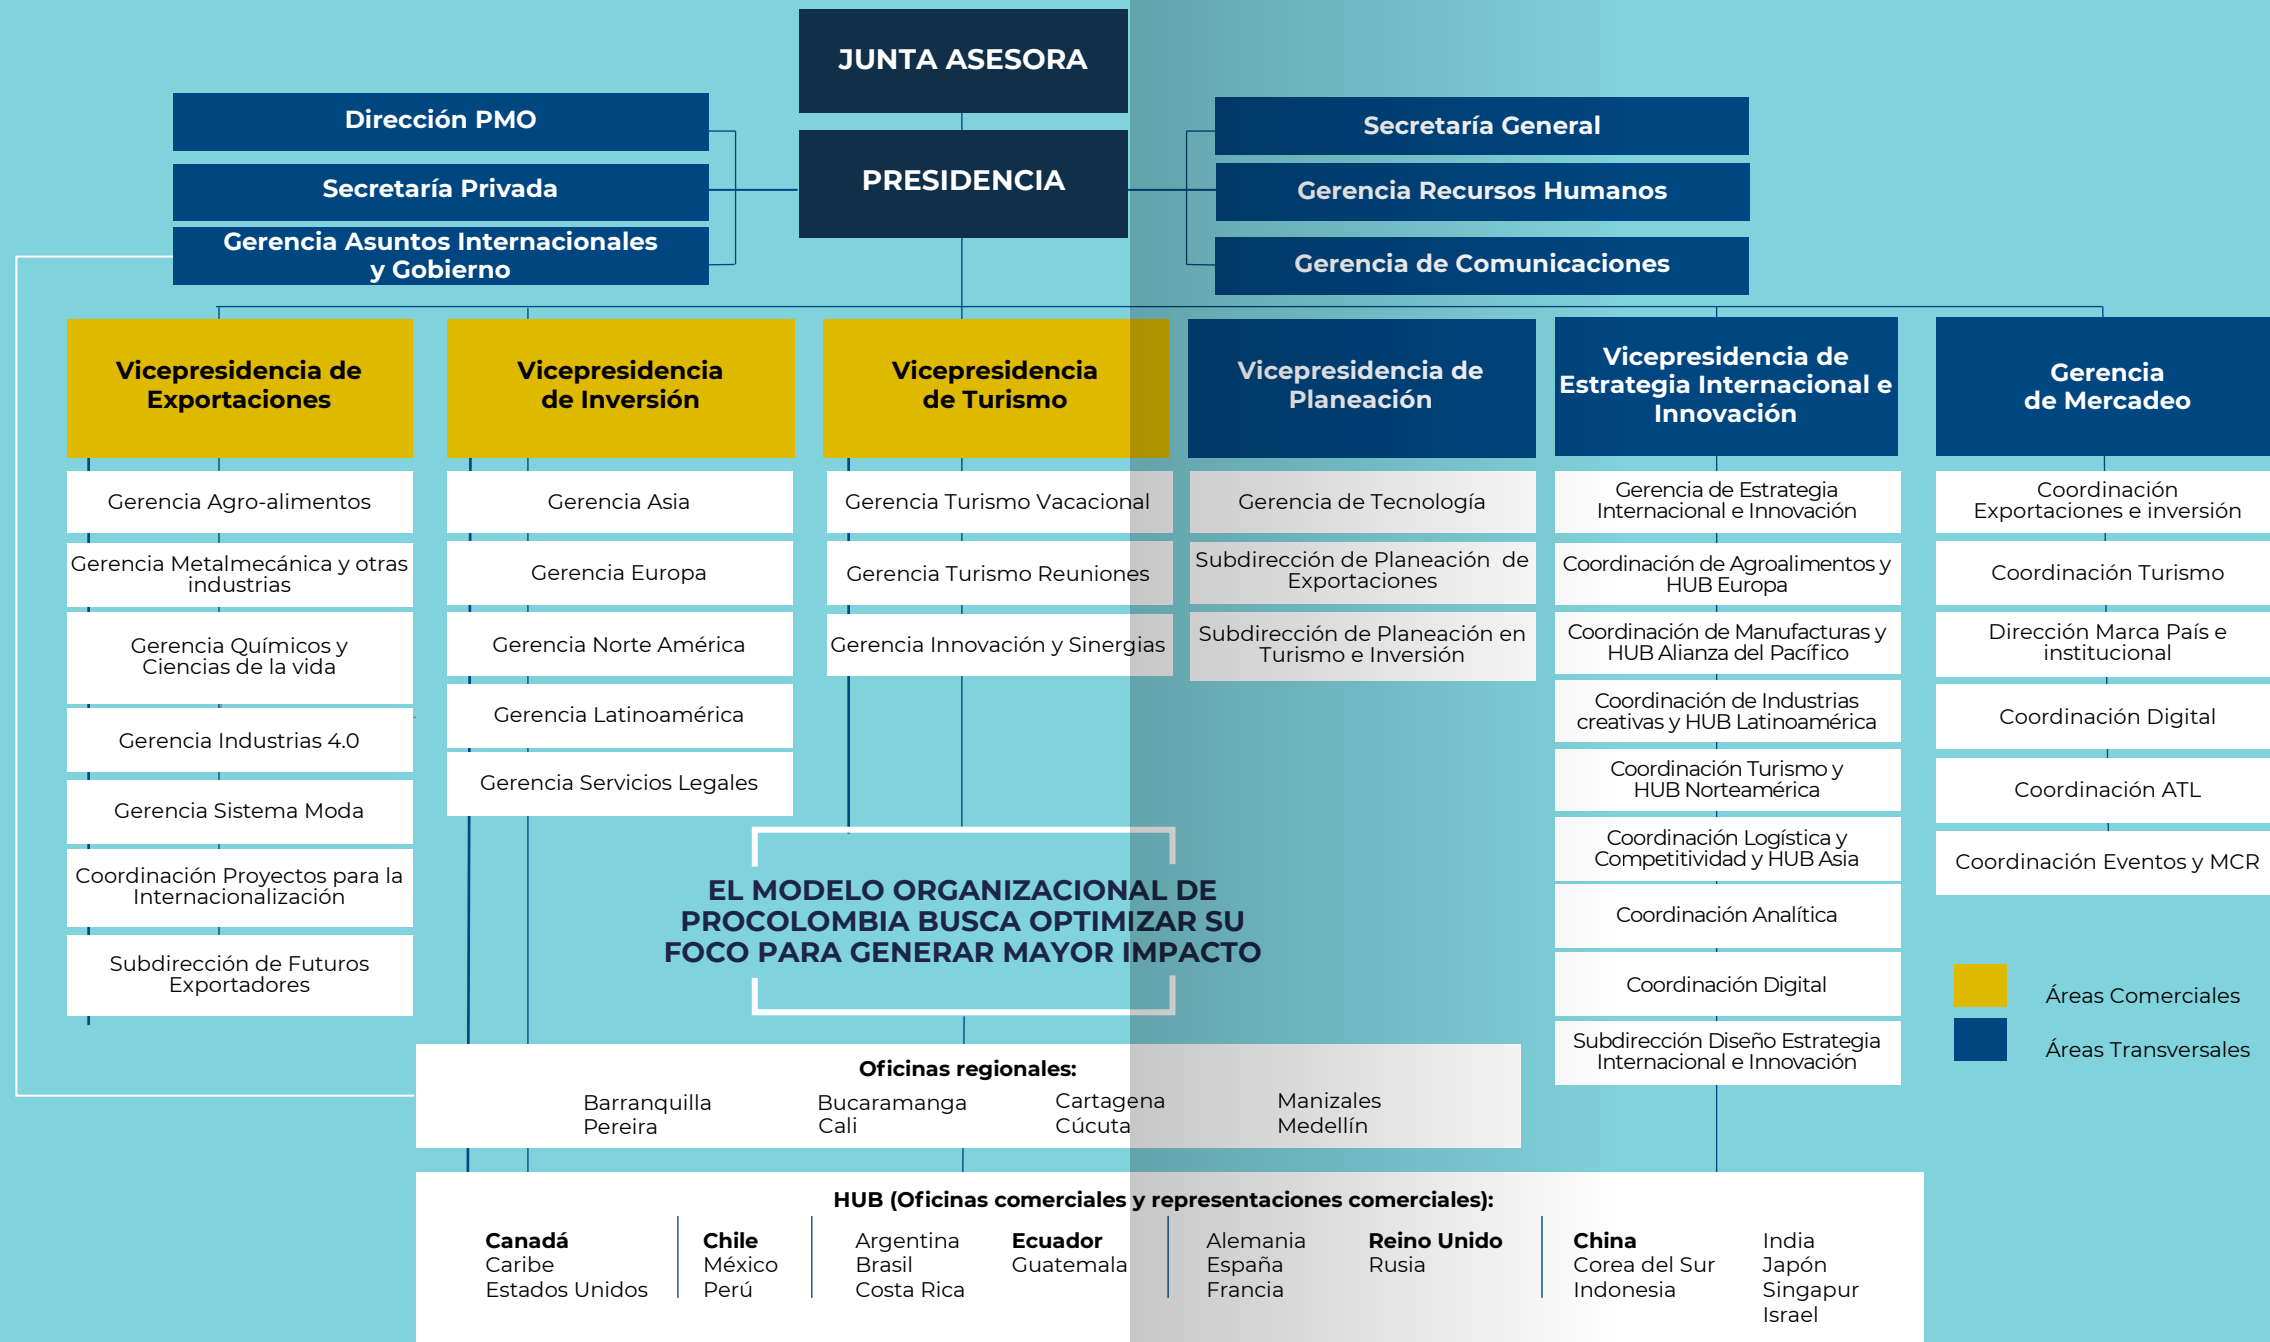 JUNTA ASESORA
PRESIDENCIA
Dirección PMO
Secretaría Privada
Gerencia Asuntos Internacionales
y Gobierno
Secretaría General
Gerencia Recursos Humanos
Gerencia de Comunicaciones
Vicepresidencia de
Exportaciones
Gerencia Agro-alimentos
Gerencia Metalmecánica y otras
industrias
Gerencia Químicos y
Ciencias de la vida
Gerencia Industrias 4.0
Gerencia Sistema Moda
Coordinación Proyectos para la
Internacionalización
Subdirección de Futuros
Exportadores
Vicepresidencia
de Inversión
Gerencia Asia
Gerencia Europa
Gerencia Norte América
Gerencia Latinoamérica
Gerencia Servicios Legales
Vicepresidencia
de Turismo
Gerencia Turismo Vacacional
Gerencia Turismo Reuniones
Gerencia Innovación y Sinergias
Vicepresidencia de
Planeación
Gerencia de Tecnología
Subdirección de Planeación de
Exportaciones
Subdirección de Planeación en
Turismo e Inversión
Vicepresidencia de
Estrategia Internacional e
Innovación
Gerencia de Estrategia
Internacional e Innovación
Coordinación de Agroalimentos y
HUB Europa
Coordinación de Manufacturas y
HUB Alianza del Pacífico
Coordinación de Industrias
creativas y HUB Latinoamérica
Coordinación Turismo y
HUB Norteamérica
Coordinación Logística y
Competitividad y HUB Asia
Coordinación Analítica
Coordinación Digital
Subdirección Diseño Estrategia
Internacional e Innovación
Gerencia
de Mercadeo
Coordinación
Exportaciones e inversión
Coordinación Turismo
Dirección Marca País e
institucional
Coordinación Digital
Coordinación ATL
Coordinación Eventos y MCR
Áreas Comerciales
Áreas Transversales
EL MODELO ORGANIZACIONAL DE
PROCOLOMBIA BUSCA OPTIMIZAR SU
FOCO PARA GENERAR MAYOR IMPACTO
Oficinas regionales:
Barranquilla
Pereira
Bucaramanga
Cali
Cartagena
Cúcuta
Manizales
Medellín
HUB (Oficinas comerciales y representaciones comerciales):
Canadá
Caribe
Estados Unidos
Chile
México
Perú
Argentina
Brasil
Costa Rica
Ecuador
Guatemala
Alemania
España
Francia
Reino Unido
Rusia
China
Corea del Sur
Indonesia
India
Japón
Singapur
Israel